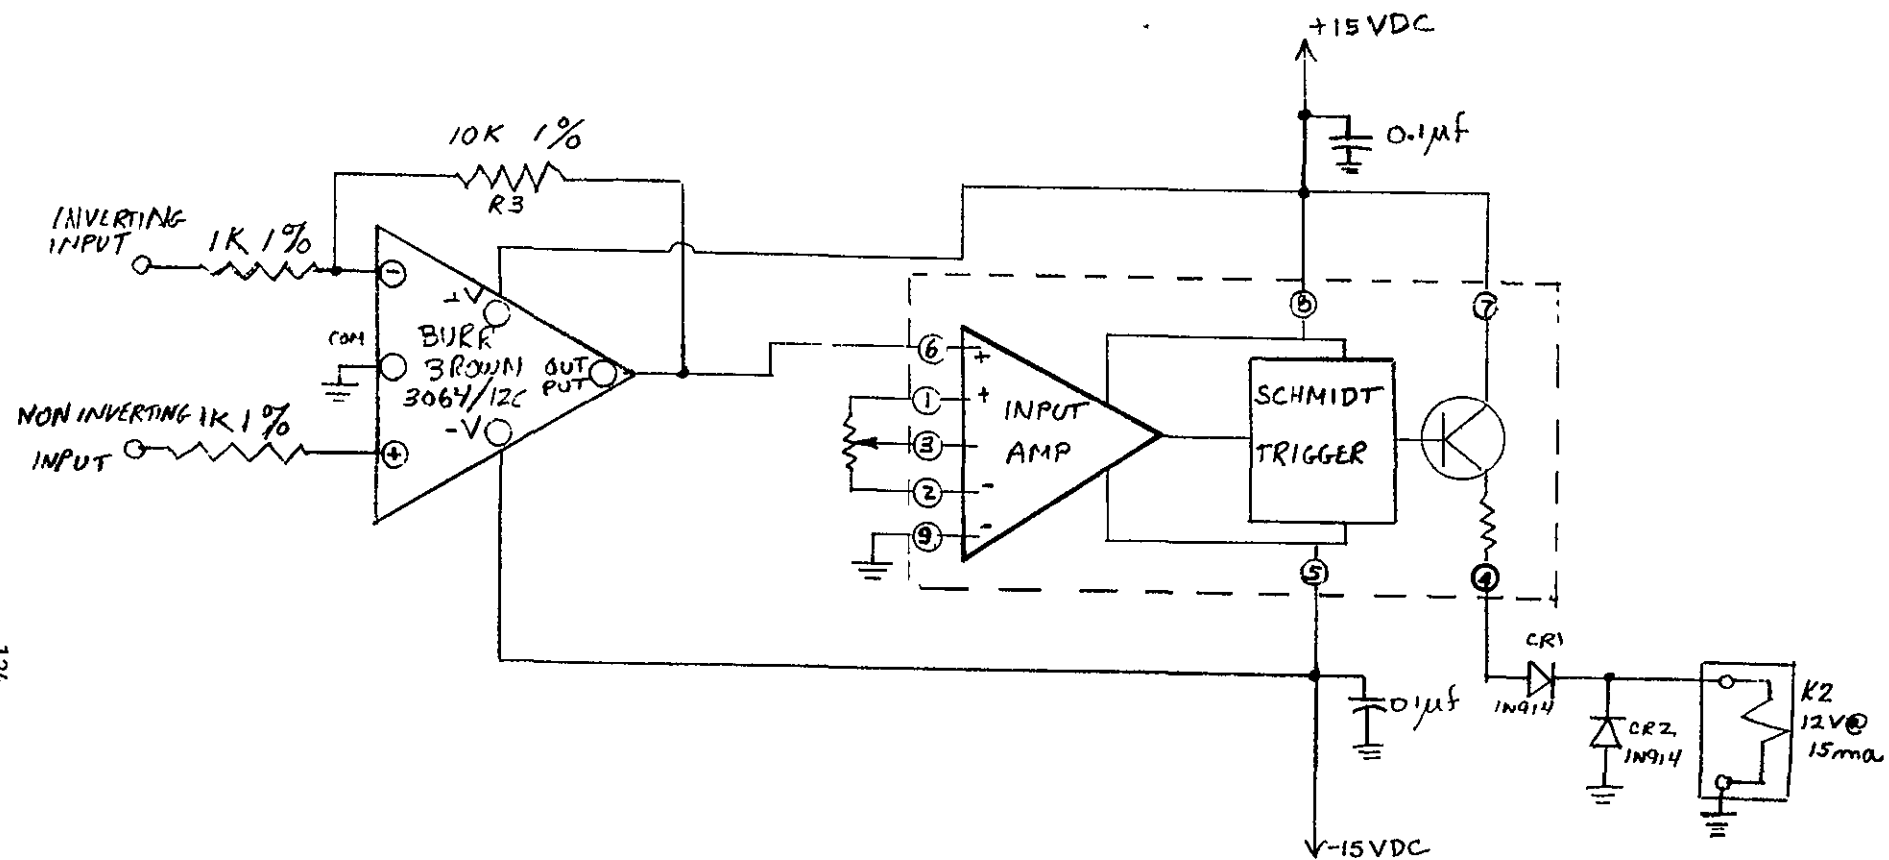 +15 VDC
0.1µf
10K 1%
R3
INVERTING
INPUT
1K 1%
-
+V
COM
BURR
BROWN
3064/12C
OUT
PUT
-V
+
NON INVERTING 1K 1%
INPUT
8
7
6
+
1
+
3
2
-
9
-
INPUT
AMP
SCHMIDT
TRIGGER
5
4
CR1
1N914
CR2
1N914
K2
12V@
15ma
01µf
-15 VDC